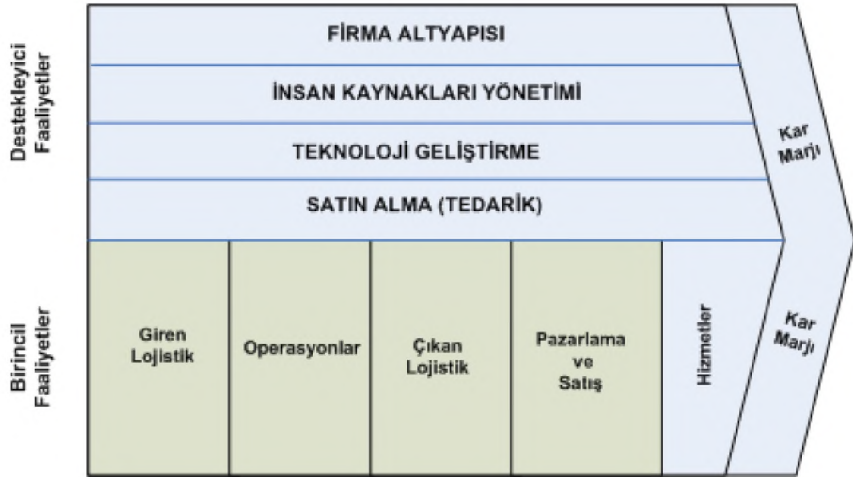 Destekleyici
Faaliyetler
FİRMA ALTYAPISI
İNSAN KAYNAKLARI YÖNETİMİ
TEKNOLOJİ GELİŞTİRME
SATIN ALMA (TEDARİK)
Kar
Marjı
Birincil
Faaliyetler
Giren
Lojistik
Operasyonlar
Çıkan
Lojistik
Pazarlama
ve
Satış
Hizmetler
Kar
Marjı